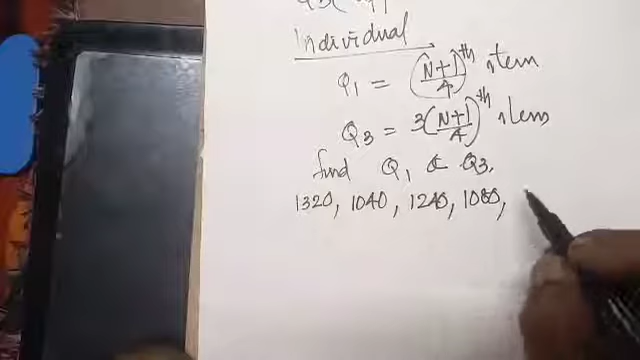 Individual
Q1 = (N+1/4)th item
Q3 = 3(N+1/4)th item
find Q1 & Q3.
1320, 1040, 1240, 1080,